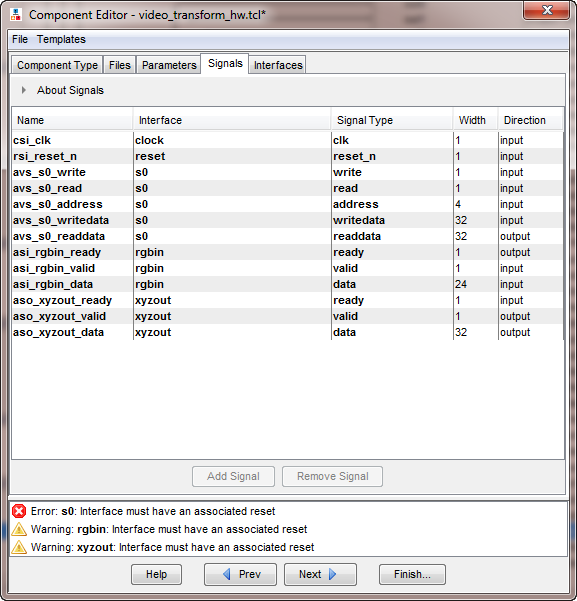 Component Editor - video_transform_hw.tcl*
File Templates
Component Type Files Parameters Signals Interfaces
About Signals
Name Interface Signal Type Width Direction
csi_clk clock clk 1 input
rsi_reset_n reset reset_n 1 input
avs_s0_write s0 write 1 input
avs_s0_read s0 read 1 input
avs_s0_address s0 address 4 input
avs_s0_writedata s0 writedata 32 input
avs_s0_readdata s0 readdata 32 output
asi_rgbin_ready rgbin ready 1 output
asi_rgbin_valid rgbin valid 1 input
asi_rgbin_data rgbin data 24 input
aso_xyzout_ready xyzout ready 1 input
aso_xyzout_valid xyzout valid 1 output
aso_xyzout_data xyzout data 32 output
Add Signal Remove Signal
Error: s0: Interface must have an associated reset
Warning: rgbin: Interface must have an associated reset
Warning: xyzout: Interface must have an associated reset
Help Prev Next Finish...